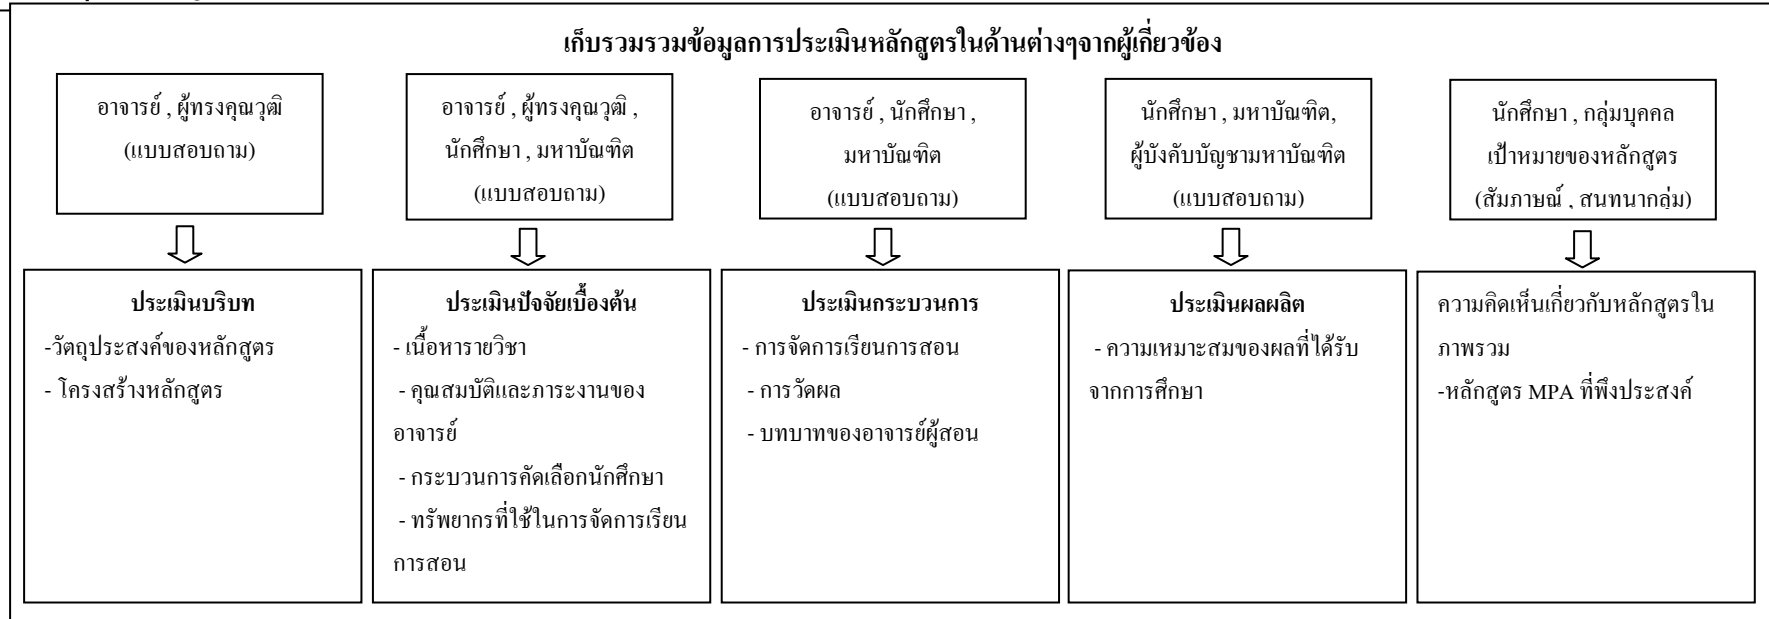 เก็บรวมรวมข้อมูลการประเมินหลักสูตรในด้านต่างๆจากผู้เกี่ยวข้อง
อาจารย์ , ผู้ทรงคุณวุฒิ
(แบบสอบถาม)
อาจารย์ , ผู้ทรงคุณวุฒิ ,
นักศึกษา , มหาบัณฑิต
(แบบสอบถาม)
อาจารย์ , นักศึกษา ,
มหาบัณฑิต
(แบบสอบถาม)
นักศึกษา , มหาบัณฑิต,
ผู้บังคับบัญชามหาบัณฑิต
(แบบสอบถาม)
นักศึกษา , กลุ่มบุคคล
เป้าหมายของหลักสูตร
(สัมภาษณ์ , สนทนากลุ่ม)
ประเมินบริบท
-วัตถุประสงค์ของหลักสูตร
- โครงสร้างหลักสูตร
ประเมินปัจจัยเบื้องต้น
- เนื้อหารายวิชา
- คุณสมบัติและภาระงานของ
อาจารย์
- กระบวนการคัดเลือกนักศึกษา
- ทรัพยากรที่ใช้ในการจัดการเรียน
การสอน
ประเมินกระบวนการ
- การจัดการเรียนการสอน
- การวัดผล
- บทบาทของอาจารย์ผู้สอน
ประเมินผลผลิต
- ความเหมาะสมของผลที่ได้รับ
จากการศึกษา
ความคิดเห็นเกี่ยวกับหลักสูตรใน
ภาพรวม
-หลักสูตร MPA ที่พึงประสงค์